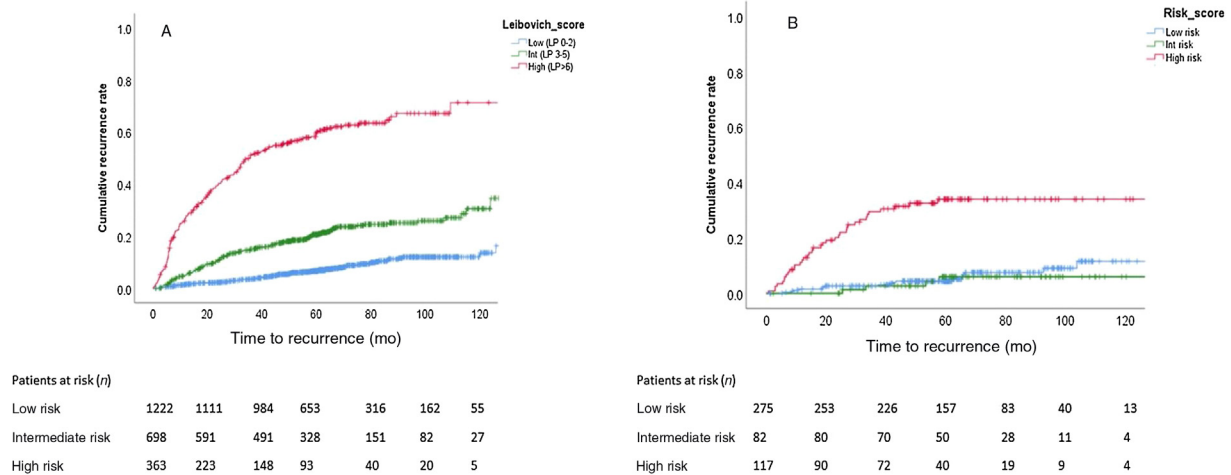 A
Leibovich_score
Low (LP 0-2)
Int (LP 3-5)
High (LP>6)
Cumulative recurrence rate
1.0
0.8
0.6
0.4
0.2
0.0
0 20 40 60 80 100 120
Time to recurrence (mo)
Patients at risk (n)
Low risk 1222 1111 984 653 316 162 55
Intermediate risk 698 591 491 328 151 82 27
High risk 363 223 148 93 40 20 5
B
Risk_score
Low risk
Int risk
High risk
Cumulative recurrence rate
1.0
0.8
0.6
0.4
0.2
0.0
0 20 40 60 80 100 120
Time to recurrence (mo)
Patients at risk (n)
Low risk 275 253 226 157 83 40 13
Intermediate risk 82 80 70 50 28 11 4
High risk 117 90 72 40 19 9 4